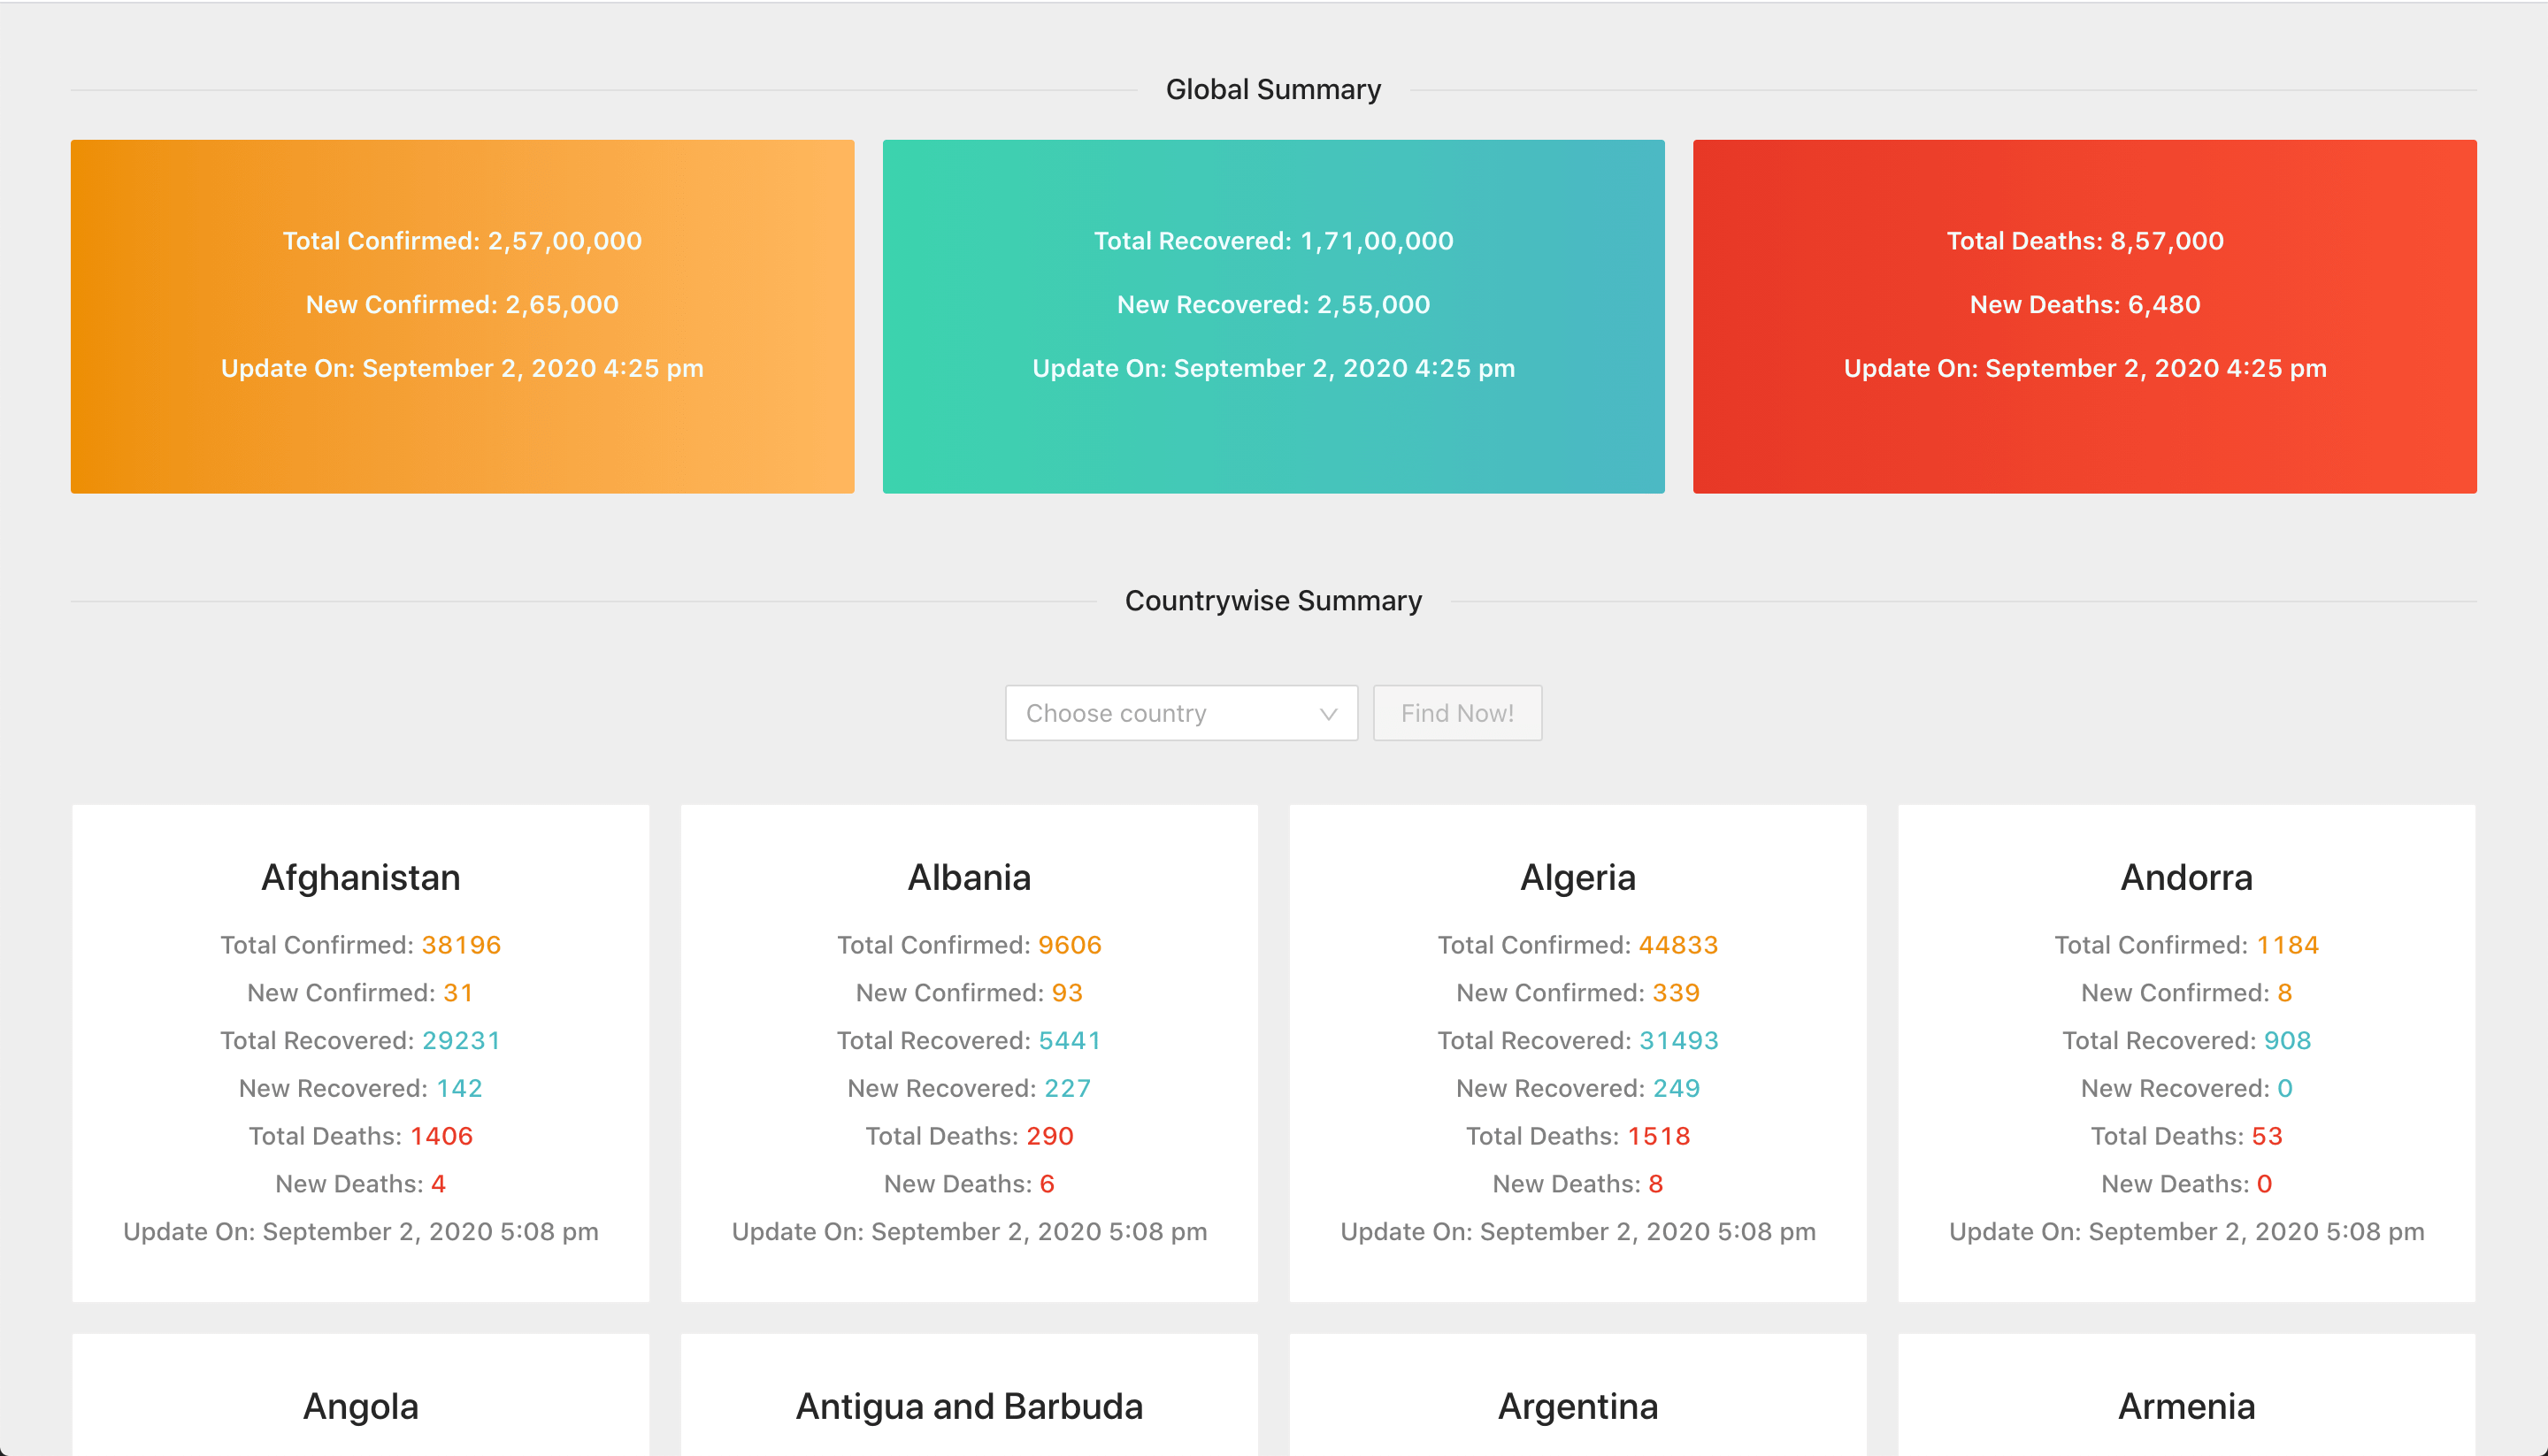 Global Summary
Total Confirmed: 2,57,00,000
New Confirmed: 2,65,000
Update On: September 2, 2020 4:25 pm
Total Recovered: 1,71,00,000
New Recovered: 2,55,000
Update On: September 2, 2020 4:25 pm
Total Deaths: 8,57,000
New Deaths: 6,480
Update On: September 2, 2020 4:25 pm
Countrywise Summary
Choose country
Find Now!
Afghanistan
Total Confirmed: 38196
New Confirmed: 31
Total Recovered: 29231
New Recovered: 142
Total Deaths: 1406
New Deaths: 4
Update On: September 2, 2020 5:08 pm
Albania
Total Confirmed: 9606
New Confirmed: 93
Total Recovered: 5441
New Recovered: 227
Total Deaths: 290
New Deaths: 6
Update On: September 2, 2020 5:08 pm
Algeria
Total Confirmed: 44833
New Confirmed: 339
Total Recovered: 31493
New Recovered: 249
Total Deaths: 1518
New Deaths: 8
Update On: September 2, 2020 5:08 pm
Andorra
Total Confirmed: 1184
New Confirmed: 8
Total Recovered: 908
New Recovered: 0
Total Deaths: 53
New Deaths: 0
Update On: September 2, 2020 5:08 pm
Angola
Antigua and Barbuda
Argentina
Armenia